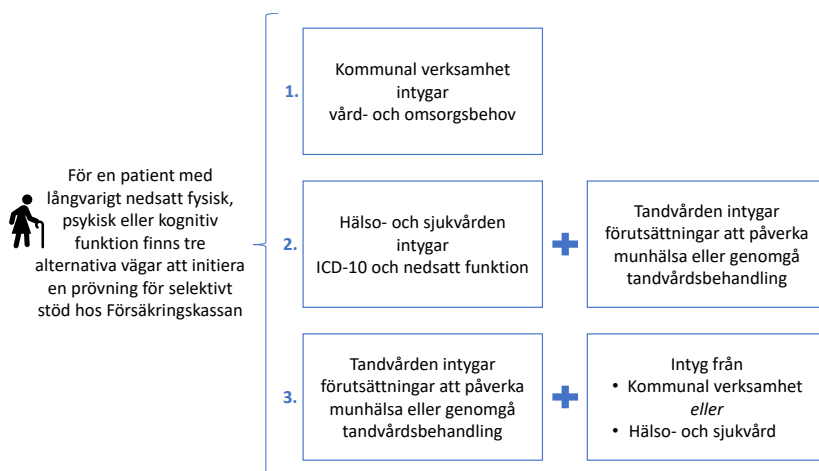 För en patient med
långvarigt nedsatt fysisk,
psykisk eller kognitiv
funktion finns tre
alternativa vägar att initiera
en prövning för selektivt
stöd hos Försäkringskassan
1.
Kommunal verksamhet
intygar
vård- och omsorgsbehov
2.
Hälso- och sjukvården
intygar
ICD-10 och nedsatt funktion
Tandvården intygar
förutsättningar att påverka
munhälsa eller genomgå
tandvårdsbehandling
3.
Tandvården intygar
förutsättningar att påverka
munhälsa eller genomgå
tandvårdsbehandling
Intyg från
• Kommunal verksamhet
eller
• Hälso- och sjukvård